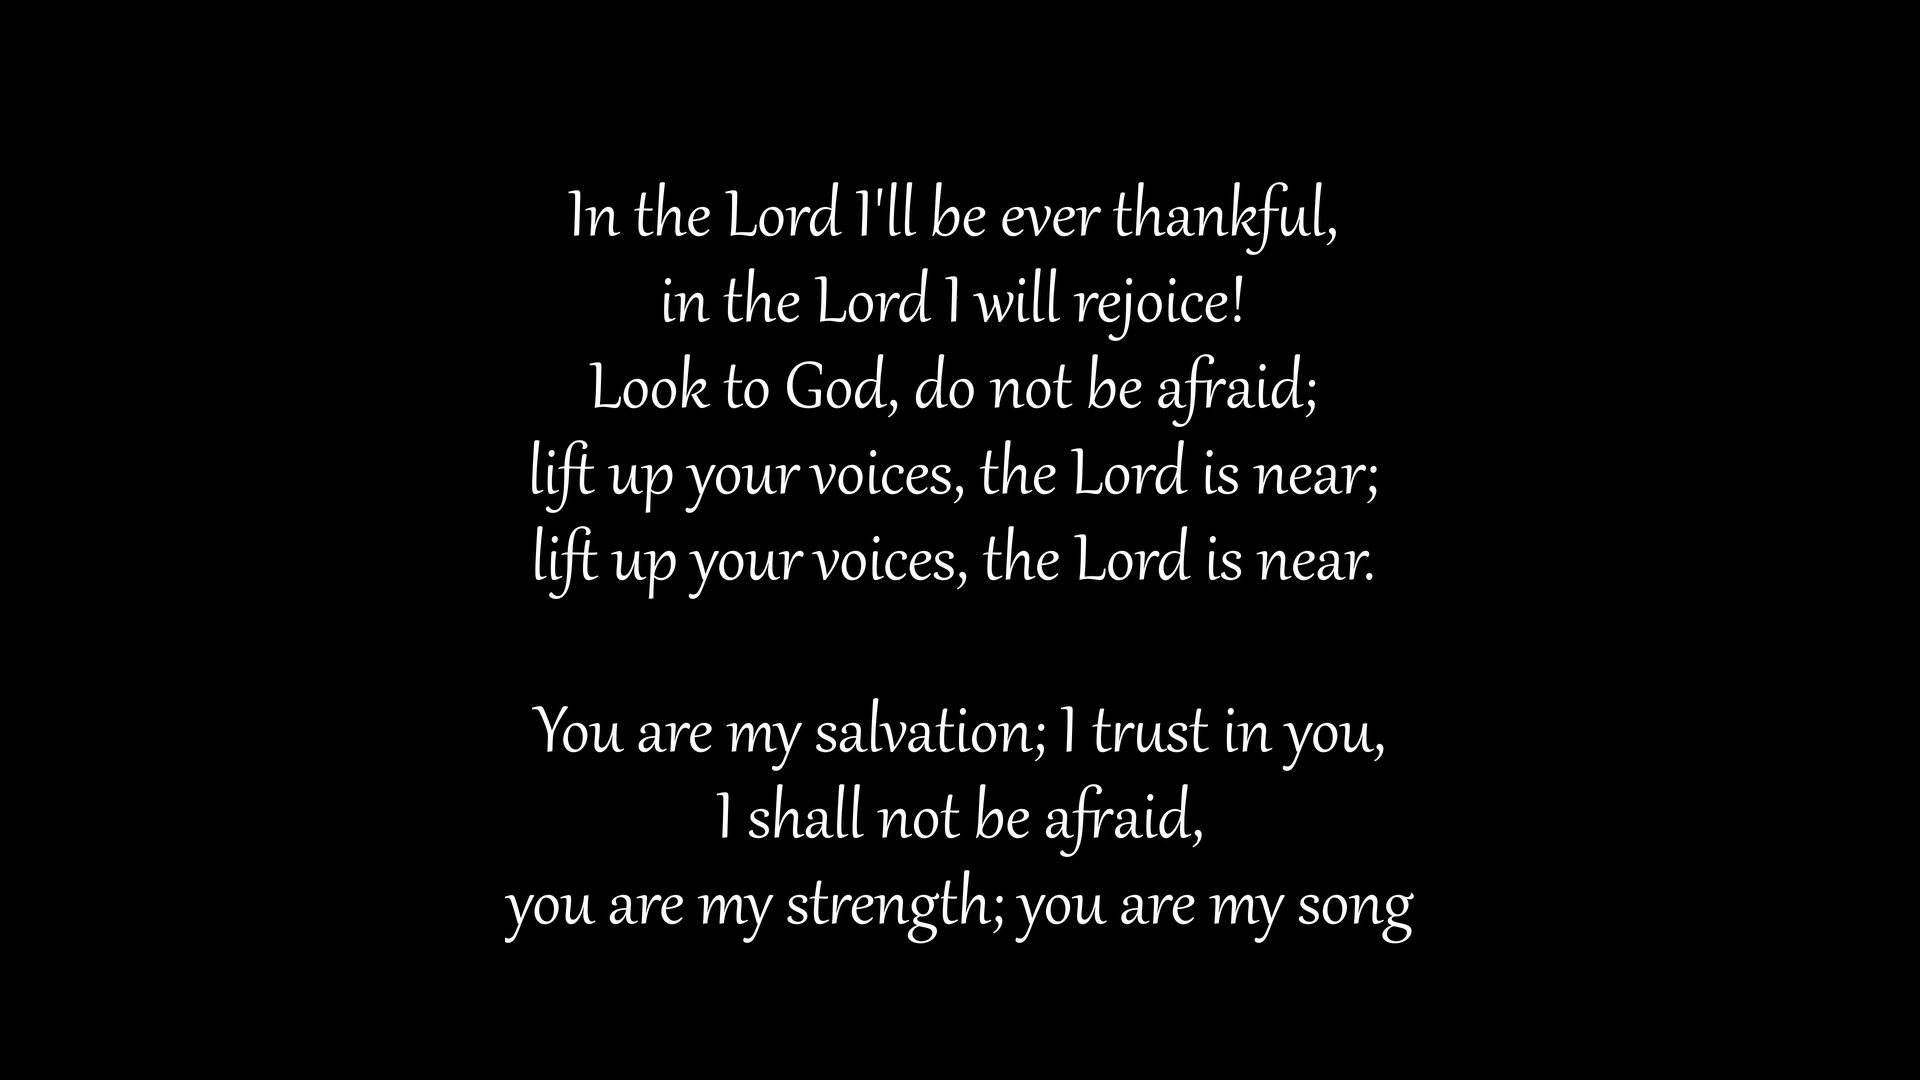 In the Lord I'll be ever thankful,
in the Lord I will rejoice!
Look to God, do not be afraid;
lift up your voices, the Lord is near;
lift up your voices, the Lord is near.
You are my salvation; I trust in you,
I shall not be afraid,
you are my strength; you are my song